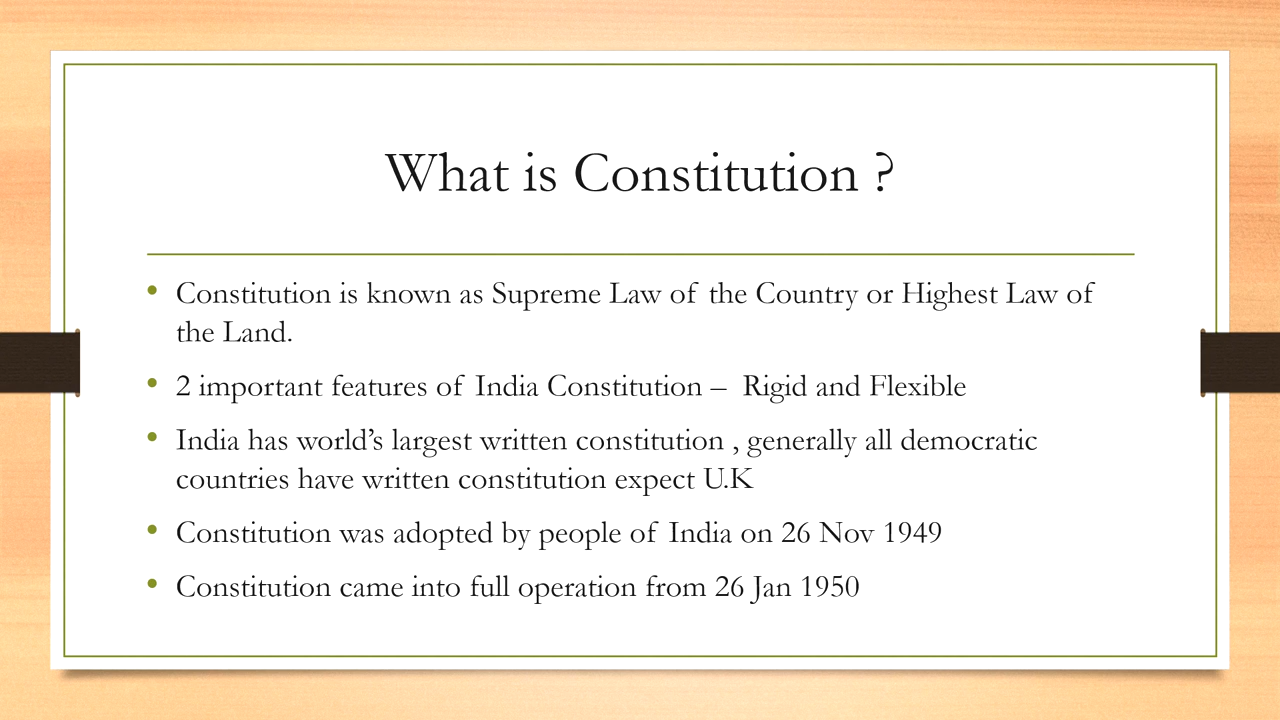 What is Constitution ?
• Constitution is known as Supreme Law of the Country or Highest Law of
the Land.
• 2 important features of India Constitution – Rigid and Flexible
• India has world’s largest written constitution , generally all democratic
countries have written constitution expect U.K
• Constitution was adopted by people of India on 26 Nov 1949
• Constitution came into full operation from 26 Jan 1950